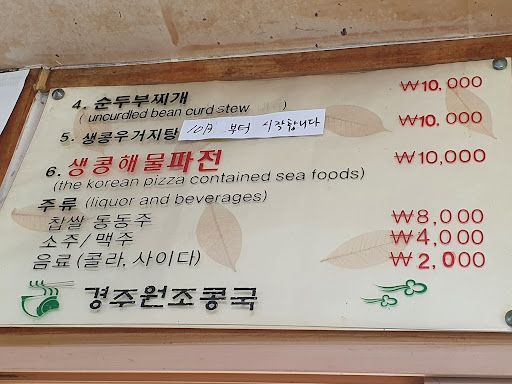 4. 순두부찌개 ₩10,000
( uncurdled bean curd stew )
5. 생콩우거지탕 10月 부터 시작합니다 ₩10,000
6. 생콩해물파전 ₩10,000
(the korean pizza contained sea foods)
주류 (liquor and beverages)
찹쌀 동동주 ₩8,000
소주/맥주 ₩4,000
음료 (콜라, 사이다) ₩2,000
경주원조콩국